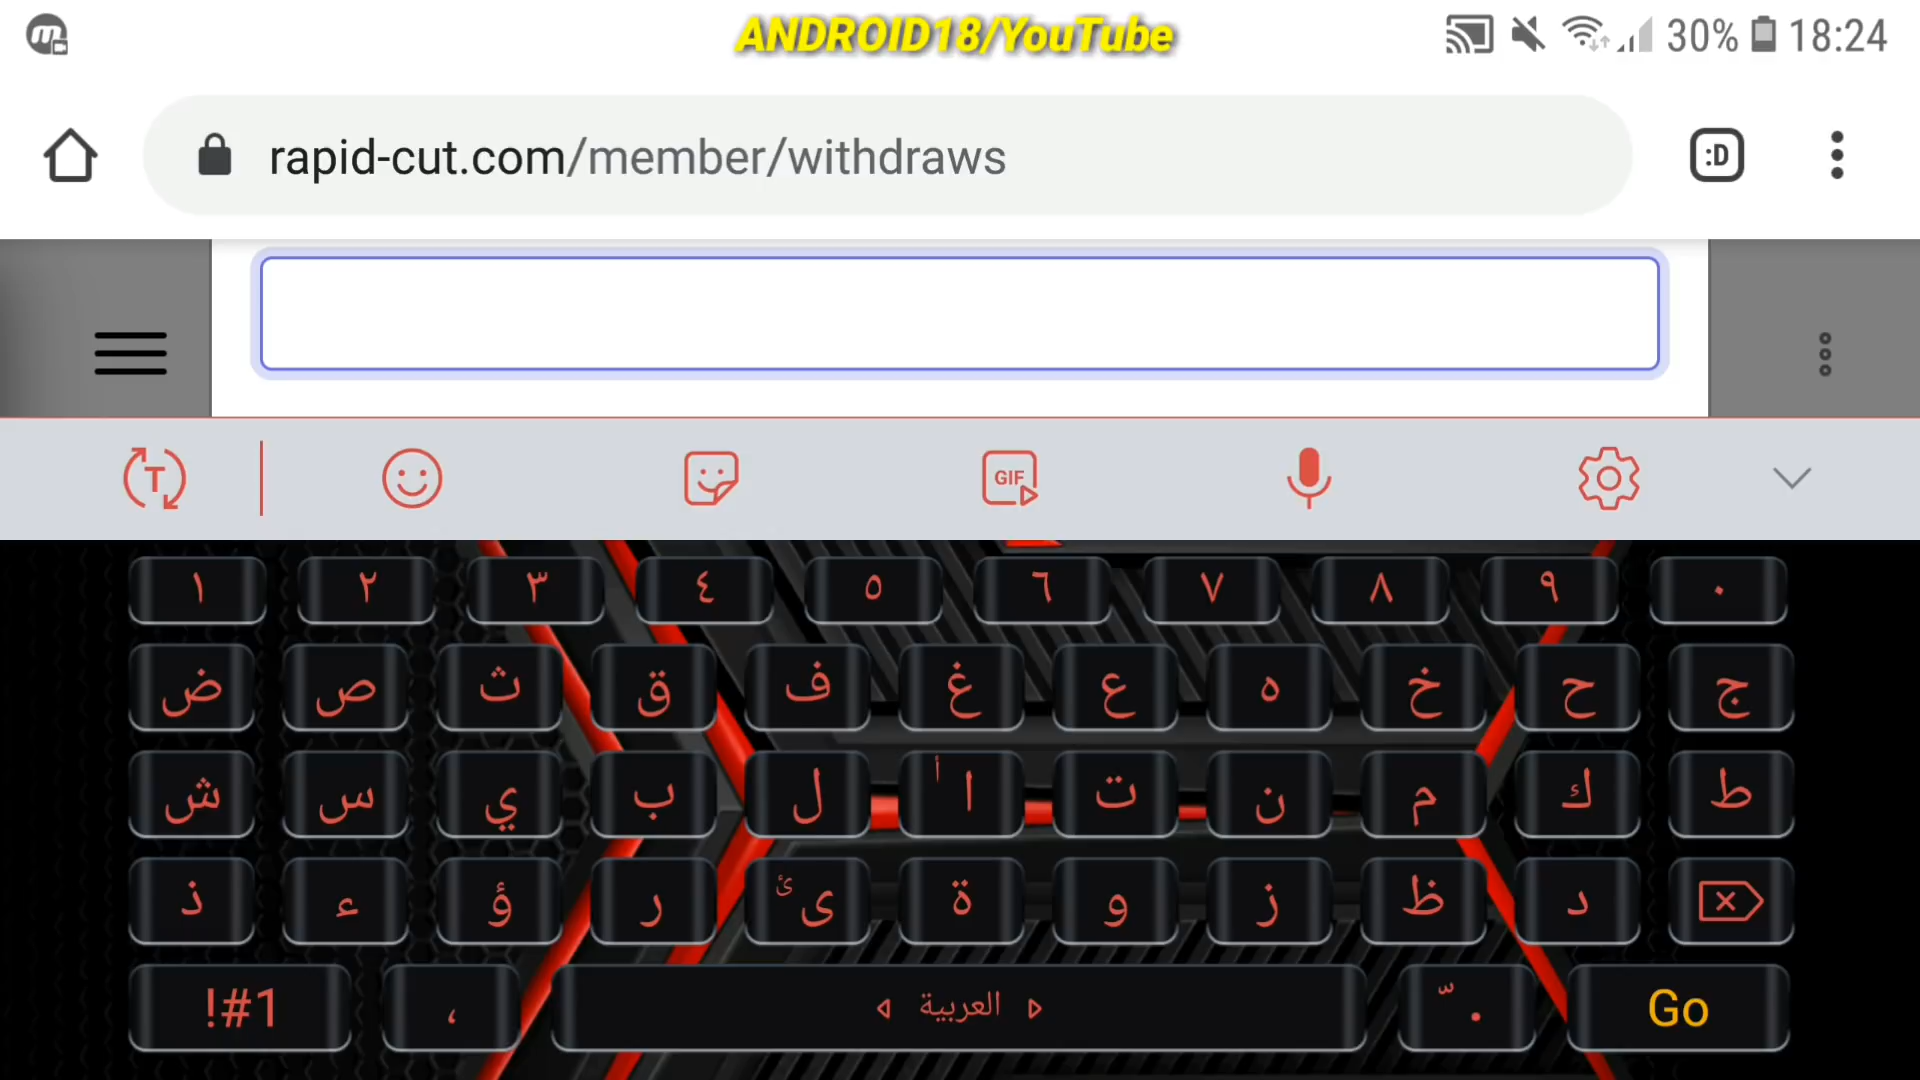 ANDROID18/YouTube
30% 18:24
rapid-cut.com/member/withdraws
:D
T GIF
١ ٢ ٣ ٤ ٥ ٦ ٧ ٨ ٩ ٠
ض ص ث ق ف غ ع ه خ ح ج
ش س ي ب ل ا أ ت ن م ك ط
ذ ء ؤ ر ى ئ ة و ز ظ د
!#1 ، العربية . ّ Go